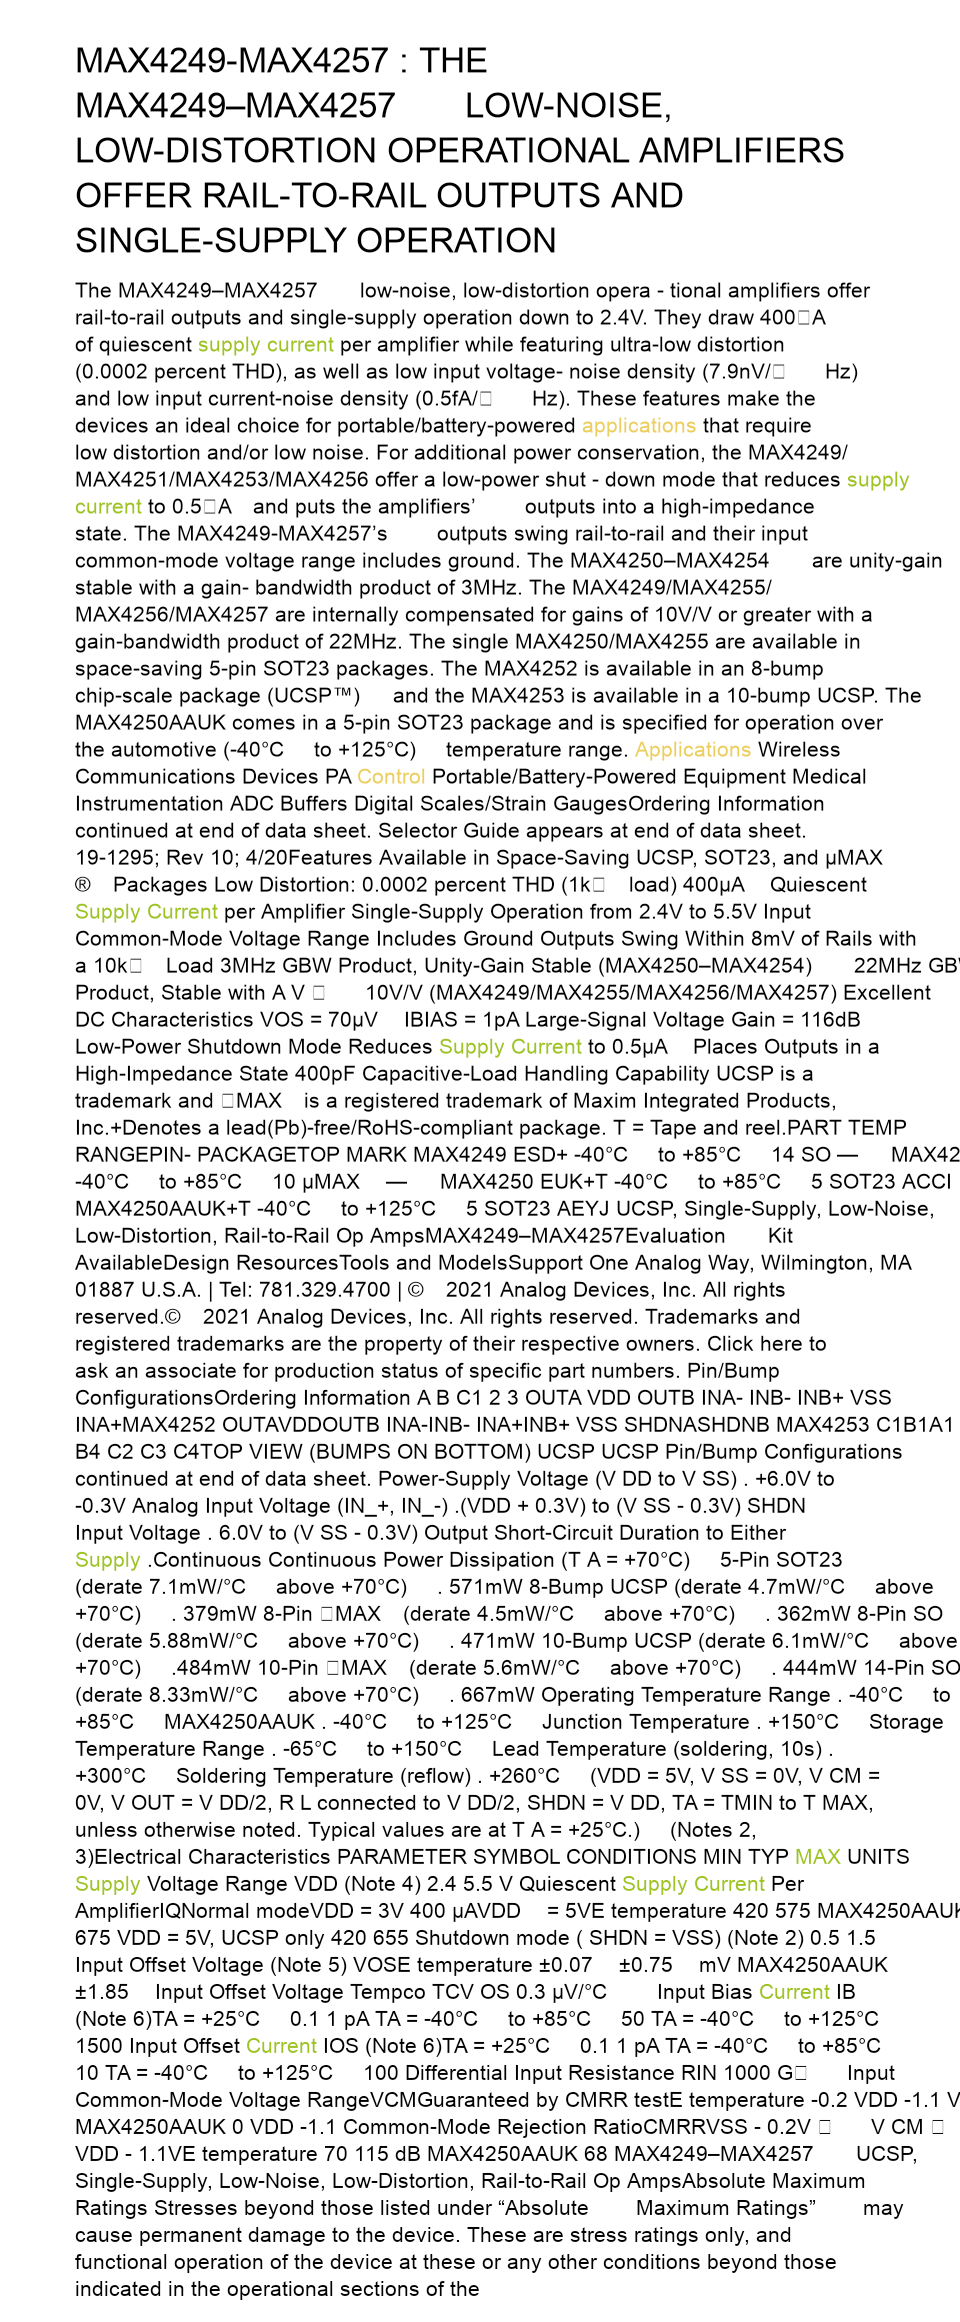 MAX4249-MAX4257 : THE
MAX4249–MAX4257 LOW-NOISE,
LOW-DISTORTION OPERATIONAL AMPLIFIERS
OFFER RAIL-TO-RAIL OUTPUTS AND
SINGLE-SUPPLY OPERATION
The MAX4249–MAX4257 low-noise, low-distortion opera - tional amplifiers offer
rail-to-rail outputs and single-supply operation down to 2.4V. They draw 400□A
of quiescent supply current per amplifier while featuring ultra-low distortion
(0.0002 percent THD), as well as low input voltage- noise density (7.9nV/□ Hz)
and low input current-noise density (0.5fA/□ Hz). These features make the
devices an ideal choice for portable/battery-powered applications that require
low distortion and/or low noise. For additional power conservation, the MAX4249/
MAX4251/MAX4253/MAX4256 offer a low-power shut - down mode that reduces supply
current to 0.5□A and puts the amplifiers’ outputs into a high-impedance
state. The MAX4249-MAX4257’s outputs swing rail-to-rail and their input
common-mode voltage range includes ground. The MAX4250–MAX4254 are unity-gain
stable with a gain- bandwidth product of 3MHz. The MAX4249/MAX4255/
MAX4256/MAX4257 are internally compensated for gains of 10V/V or greater with a
gain-bandwidth product of 22MHz. The single MAX4250/MAX4255 are available in
space-saving 5-pin SOT23 packages. The MAX4252 is available in an 8-bump
chip-scale package (UCSP™) and the MAX4253 is available in a 10-bump UCSP. The
MAX4250AAUK comes in a 5-pin SOT23 package and is specified for operation over
the automotive (-40°C to +125°C) temperature range. Applications Wireless
Communications Devices PA Control Portable/Battery-Powered Equipment Medical
Instrumentation ADC Buffers Digital Scales/Strain GaugesOrdering Information
continued at end of data sheet. Selector Guide appears at end of data sheet.
19-1295; Rev 10; 4/20Features Available in Space-Saving UCSP, SOT23, and µMAX
® Packages Low Distortion: 0.0002 percent THD (1k□ load) 400µA Quiescent
Supply Current per Amplifier Single-Supply Operation from 2.4V to 5.5V Input
Common-Mode Voltage Range Includes Ground Outputs Swing Within 8mV of Rails with
a 10k□ Load 3MHz GBW Product, Unity-Gain Stable (MAX4250–MAX4254) 22MHz GBW
Product, Stable with A V □ 10V/V (MAX4249/MAX4255/MAX4256/MAX4257) Excellent
DC Characteristics VOS = 70µV IBIAS = 1pA Large-Signal Voltage Gain = 116dB
Low-Power Shutdown Mode Reduces Supply Current to 0.5µA Places Outputs in a
High-Impedance State 400pF Capacitive-Load Handling Capability UCSP is a
trademark and □MAX is a registered trademark of Maxim Integrated Products,
Inc.+Denotes a lead(Pb)-free/RoHS-compliant package. T = Tape and reel.PART TEMP
RANGEPIN- PACKAGETOP MARK MAX4249 ESD+ -40°C to +85°C 14 SO — MAX42
-40°C to +85°C 10 µMAX — MAX4250 EUK+T -40°C to +85°C 5 SOT23 ACCI
MAX4250AAUK+T -40°C to +125°C 5 SOT23 AEYJ UCSP, Single-Supply, Low-Noise,
Low-Distortion, Rail-to-Rail Op AmpsMAX4249–MAX4257Evaluation Kit
AvailableDesign ResourcesTools and ModelsSupport One Analog Way, Wilmington, MA
01887 U.S.A. | Tel: 781.329.4700 | © 2021 Analog Devices, Inc. All rights
reserved.© 2021 Analog Devices, Inc. All rights reserved. Trademarks and
registered trademarks are the property of their respective owners. Click here to
ask an associate for production status of specific part numbers. Pin/Bump
ConfigurationsOrdering Information A B C1 2 3 OUTA VDD OUTB INA- INB- INB+ VSS
INA+MAX4252 OUTAVDDOUTB INA-INB- INA+INB+ VSS SHDNASHDNB MAX4253 C1B1A1
B4 C2 C3 C4TOP VIEW (BUMPS ON BOTTOM) UCSP UCSP Pin/Bump Configurations
continued at end of data sheet. Power-Supply Voltage (V DD to V SS) . +6.0V to
-0.3V Analog Input Voltage (IN_+, IN_-) .(VDD + 0.3V) to (V SS - 0.3V) SHDN
Input Voltage . 6.0V to (V SS - 0.3V) Output Short-Circuit Duration to Either
Supply .Continuous Continuous Power Dissipation (T A = +70°C) 5-Pin SOT23
(derate 7.1mW/°C above +70°C) . 571mW 8-Bump UCSP (derate 4.7mW/°C above
+70°C) . 379mW 8-Pin □MAX (derate 4.5mW/°C above +70°C) . 362mW 8-Pin SO
(derate 5.88mW/°C above +70°C) . 471mW 10-Bump UCSP (derate 6.1mW/°C above
+70°C) .484mW 10-Pin □MAX (derate 5.6mW/°C above +70°C) . 444mW 14-Pin SO
(derate 8.33mW/°C above +70°C) . 667mW Operating Temperature Range . -40°C to
+85°C MAX4250AAUK . -40°C to +125°C Junction Temperature . +150°C Storage
Temperature Range . -65°C to +150°C Lead Temperature (soldering, 10s) .
+300°C Soldering Temperature (reflow) . +260°C (VDD = 5V, V SS = 0V, V CM =
0V, V OUT = V DD/2, R L connected to V DD/2, SHDN = V DD, TA = TMIN to T MAX,
unless otherwise noted. Typical values are at T A = +25°C.) (Notes 2,
3)Electrical Characteristics PARAMETER SYMBOL CONDITIONS MIN TYP MAX UNITS
Supply Voltage Range VDD (Note 4) 2.4 5.5 V Quiescent Supply Current Per
AmplifierIQNormal modeVDD = 3V 400 µAVDD = 5VE temperature 420 575 MAX4250AAUK
675 VDD = 5V, UCSP only 420 655 Shutdown mode ( SHDN = VSS) (Note 2) 0.5 1.5
Input Offset Voltage (Note 5) VOSE temperature ±0.07 ±0.75 mV MAX4250AAUK
±1.85 Input Offset Voltage Tempco TCV OS 0.3 µV/°C Input Bias Current IB
(Note 6)TA = +25°C 0.1 1 pA TA = -40°C to +85°C 50 TA = -40°C to +125°C
1500 Input Offset Current IOS (Note 6)TA = +25°C 0.1 1 pA TA = -40°C to +85°C
10 TA = -40°C to +125°C 100 Differential Input Resistance RIN 1000 G□ Input
Common-Mode Voltage RangeVCMGuaranteed by CMRR testE temperature -0.2 VDD -1.1 V
MAX4250AAUK 0 VDD -1.1 Common-Mode Rejection RatioCMRRVSS - 0.2V □ V CM □
VDD - 1.1VE temperature 70 115 dB MAX4250AAUK 68 MAX4249–MAX4257 UCSP,
Single-Supply, Low-Noise, Low-Distortion, Rail-to-Rail Op AmpsAbsolute Maximum
Ratings Stresses beyond those listed under “Absolute Maximum Ratings” may
cause permanent damage to the device. These are stress ratings only, and
functional operation of the device at these or any other conditions beyond those
indicated in the operational sections of the